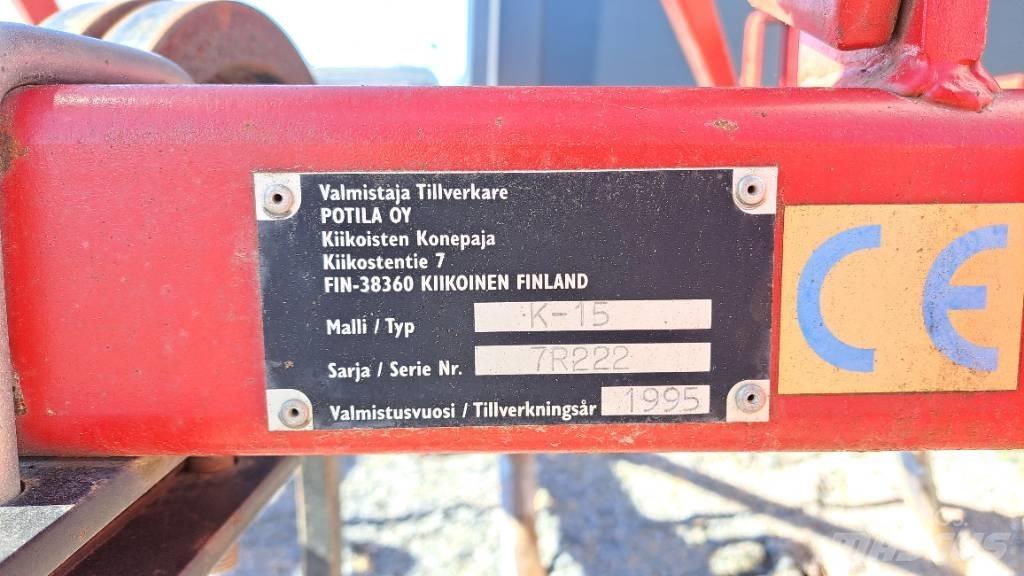 Valmistaja Tillverkare
POTILA OY
Kiikoisten Konepaja
Kiikostentie 7
FIN-38360 KIIKOINEN FINLAND
Malli / Typ K-15
Sarja / Serie Nr. 7R222
Valmistusvuosi / Tillverkningsår 1995
CE